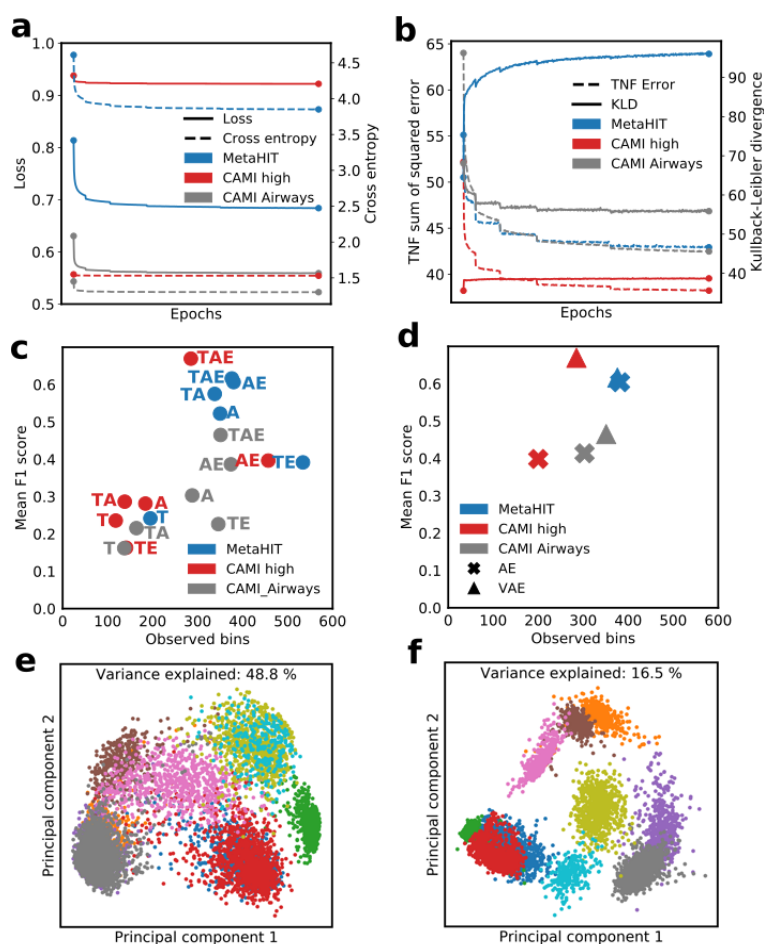 a
1.0
0.9
0.8
0.7
0.6
0.5
Loss
4.5
4.0
3.5
3.0
2.5
2.0
1.5
Cross entropy
Loss
Cross entropy
MetaHIT
CAMI high
CAMI Airways
Epochs
b
65
60
55
50
45
40
TNF sum of squared error
90
80
70
60
50
40
Kullback-Leibler divergence
TNF Error
KLD
MetaHIT
CAMI high
CAMI Airways
Epochs
c
0.6
0.5
0.4
0.3
0.2
0.1
0.0
Mean F1 score
TAE
TAE AE
TA
A
TAE
AE AE TE
A
TE
TA A
T T
TA
T TE
MetaHIT
CAMI high
CAMI_Airways
0 100 200 300 400 500 600
Observed bins
d
0.6
0.5
0.4
0.3
0.2
0.1
0.0
Mean F1 score
MetaHIT
CAMI high
CAMI Airways
AE
VAE
0 100 200 300 400 500 600
Observed bins
e
Variance explained: 48.8 %
Principal component 2
Principal component 1
f
Variance explained: 16.5 %
Principal component 2
Principal component 1